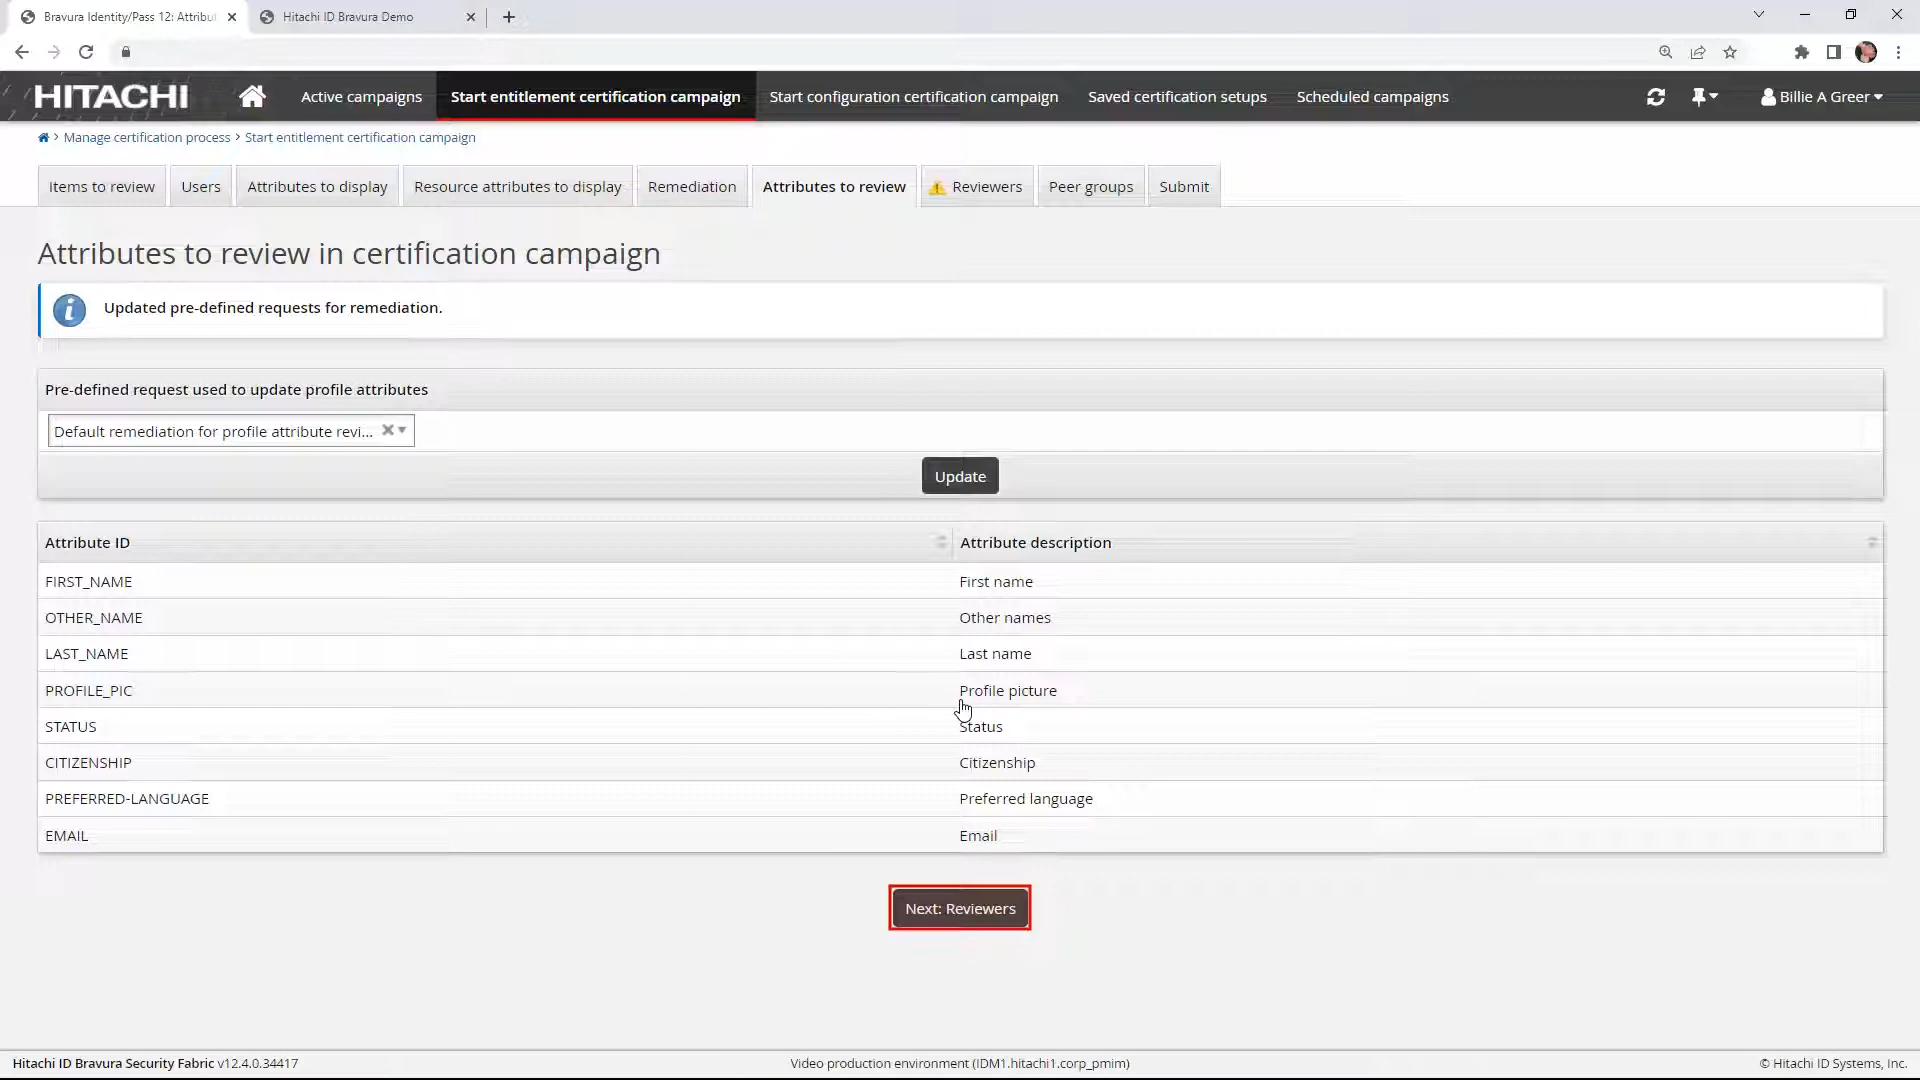 Bravura Identity/Pass 12: Attribu
Hitachi ID Bravura Demo
HITACHI
Active campaigns
Start entitlement certification campaign
Start configuration certification campaign
Saved certification setups
Scheduled campaigns
Billie A Greer
> Manage certification process > Start entitlement certification campaign
Items to review
Users
Attributes to display
Resource attributes to display
Remediation
Attributes to review
Reviewers
Peer groups
Submit
Attributes to review in certification campaign
Updated pre-defined requests for remediation.
Pre-defined request used to update profile attributes
Default remediation for profile attribute revi...
Update
Attribute ID Attribute description
FIRST_NAME First name
OTHER_NAME Other names
LAST_NAME Last name
PROFILE_PIC Profile picture
STATUS Status
CITIZENSHIP Citizenship
PREFERRED-LANGUAGE Preferred language
EMAIL Email
Next: Reviewers
Hitachi ID Bravura Security Fabric v12.4.0.34417
Video production environment (IDM1.hitachi1.corp_pmim)
© Hitachi ID Systems, Inc.